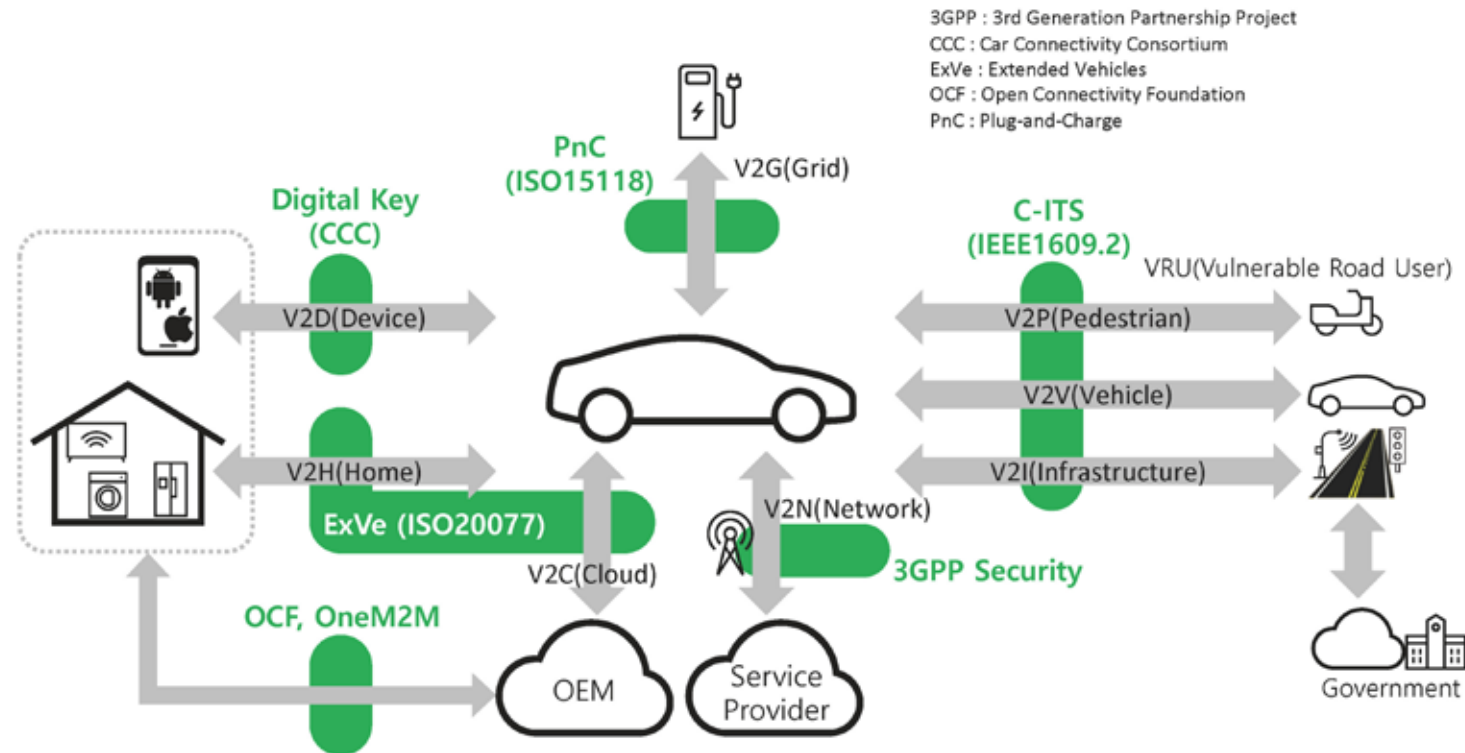 3GPP : 3rd Generation Partnership Project
CCC : Car Connectivity Consortium
ExVe : Extended Vehicles
OCF : Open Connectivity Foundation
PnC : Plug-and-Charge
PnC
(ISO15118)
V2G(Grid)
Digital Key
(CCC)
C-ITS
(IEEE1609.2)
VRU(Vulnerable Road User)
V2D(Device)
V2P(Pedestrian)
V2V(Vehicle)
V2H(Home)
V2I(Infrastructure)
ExVe (ISO20077)
V2N(Network)
V2C(Cloud)
3GPP Security
OCF, OneM2M
OEM
Service
Provider
Government